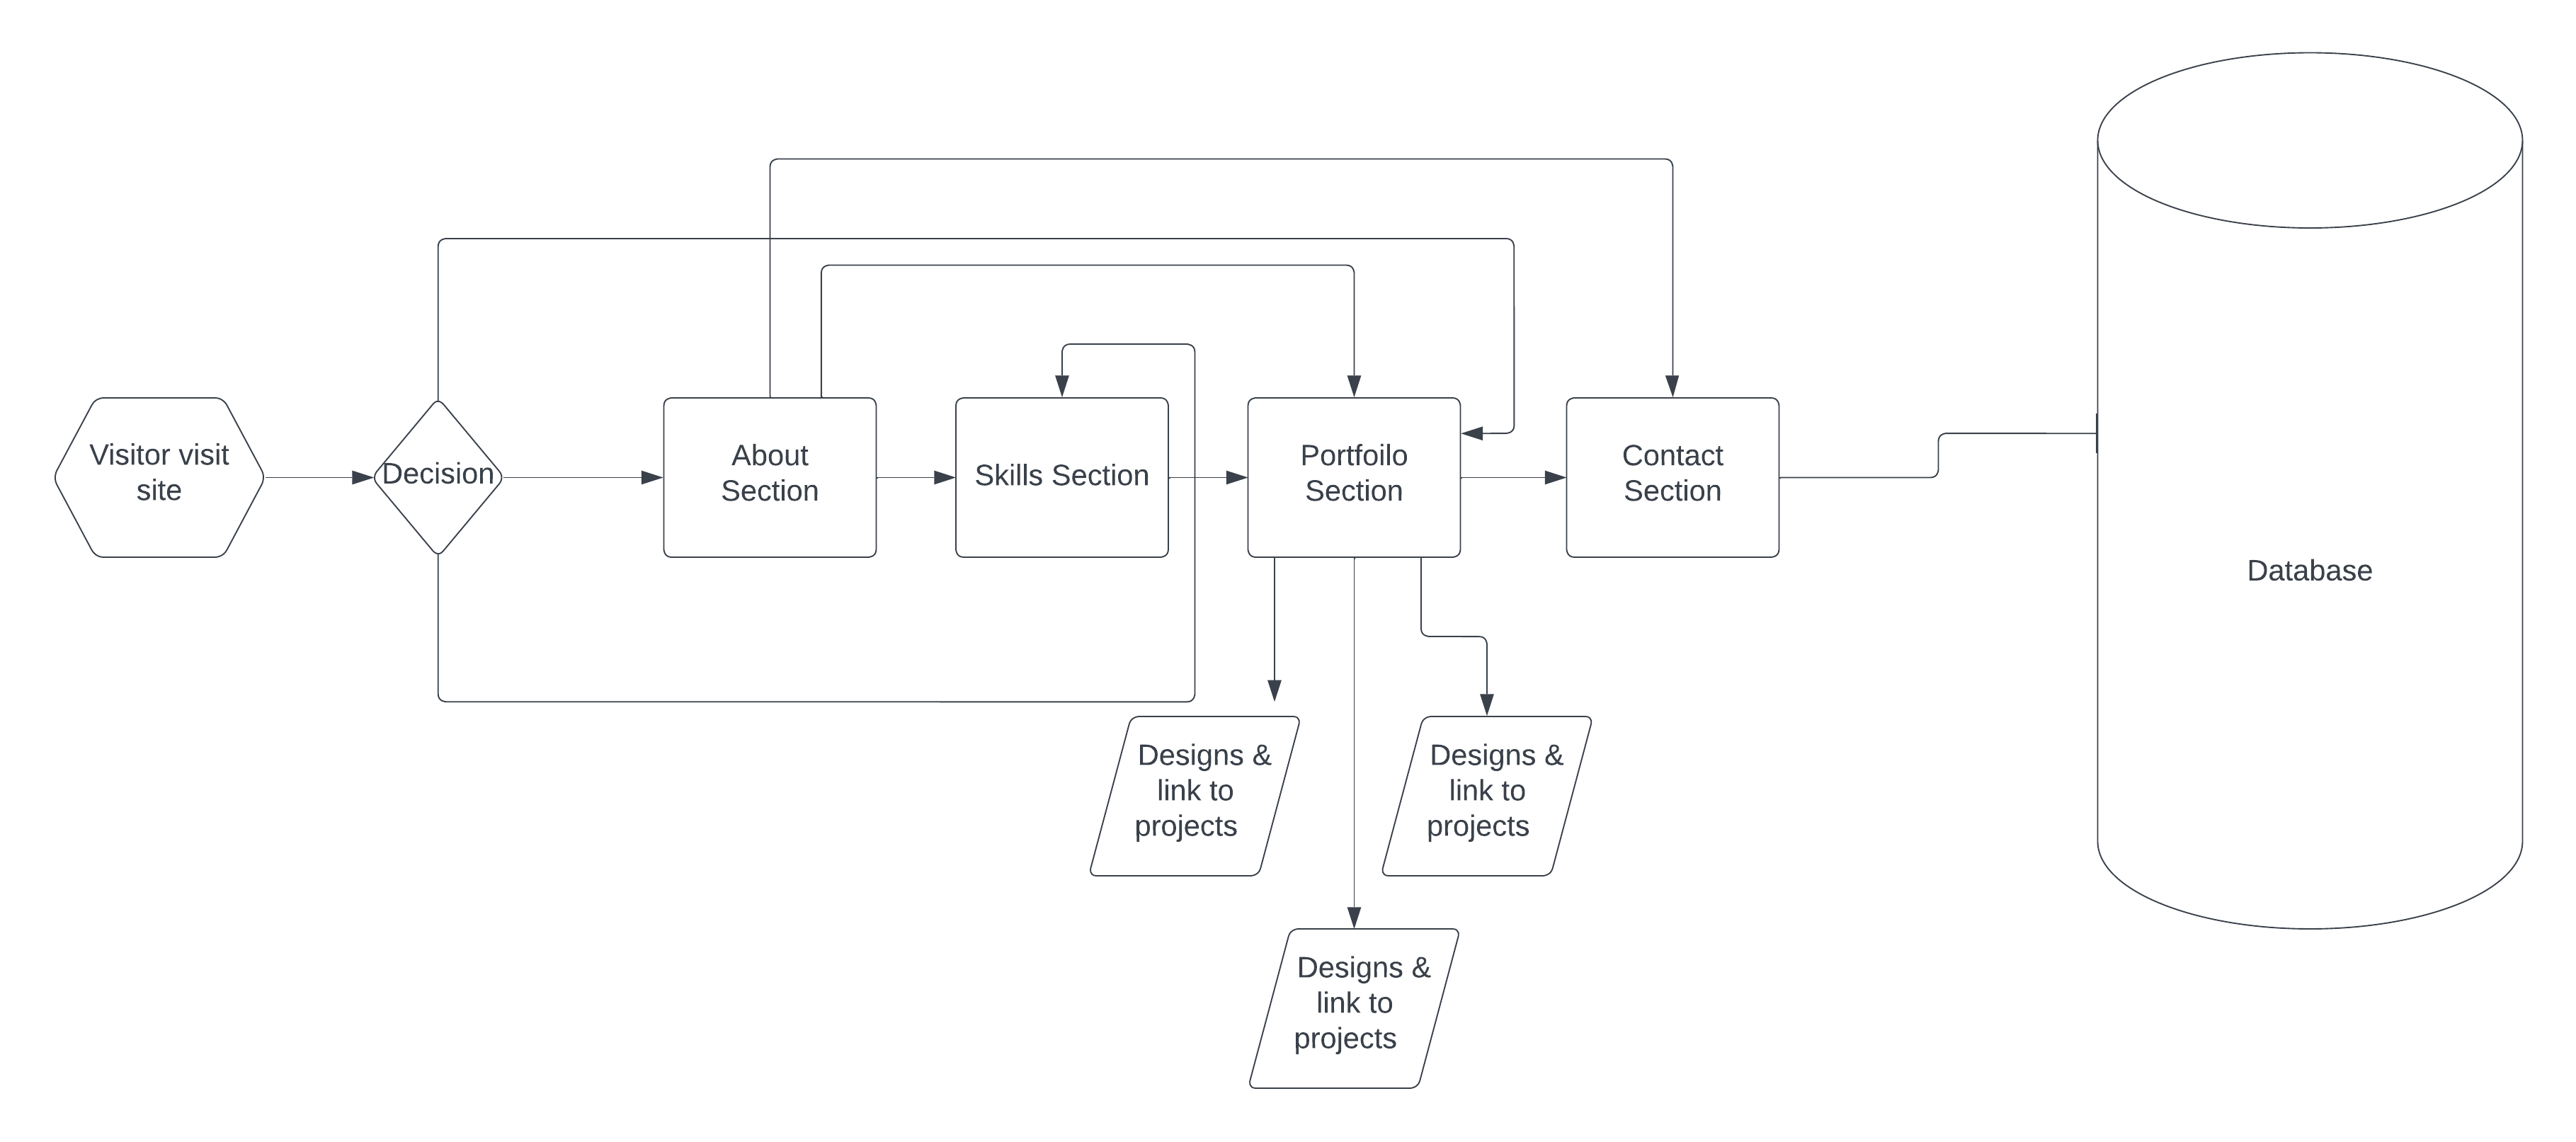 Visitor visit
site
Decision
About
Section
Skills Section
Portfoilo
Section
Contact
Section
Database
Designs &
link to
projects
Designs &
link to
projects
Designs &
link to
projects